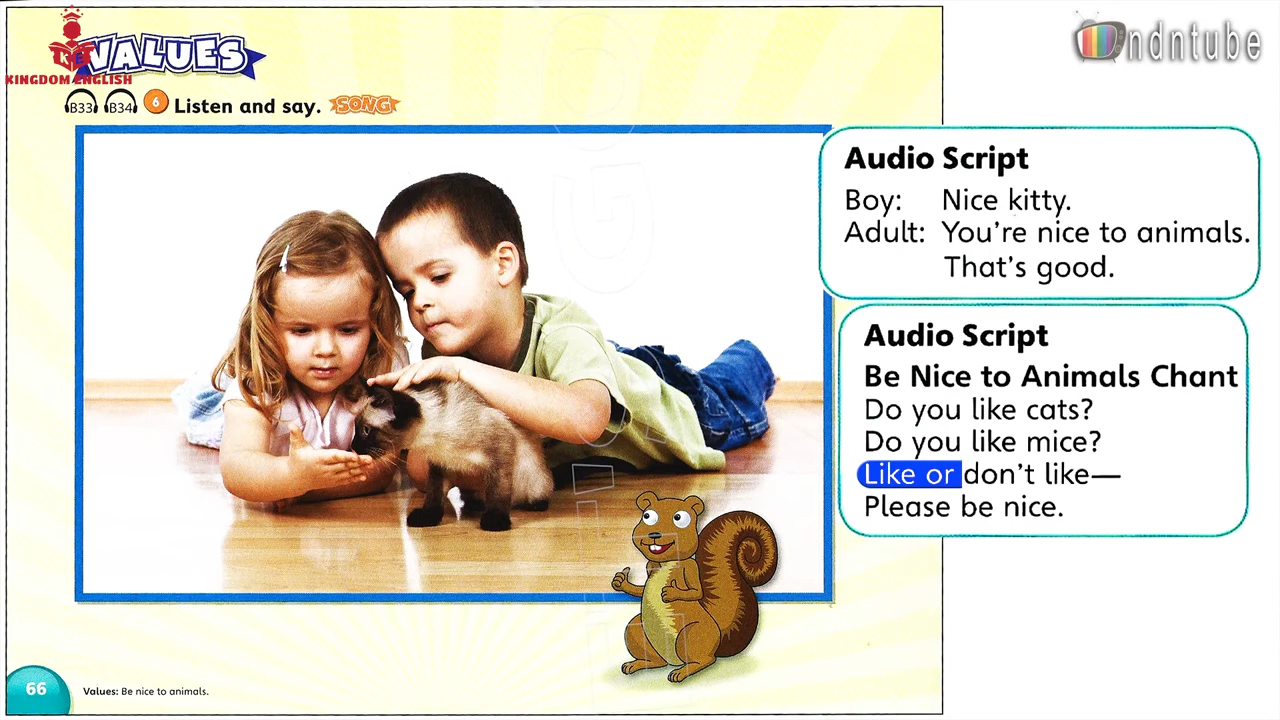 VALUES
KINGDOM ENGLISH
ndntube
B33 B34 6 Listen and say. SONG
Audio Script
Boy: Nice kitty.
Adult: You're nice to animals.
That's good.
Audio Script
Be Nice to Animals Chant
Do you like cats?
Do you like mice?
Like or don't like—
Please be nice.
66
Values: Be nice to animals.